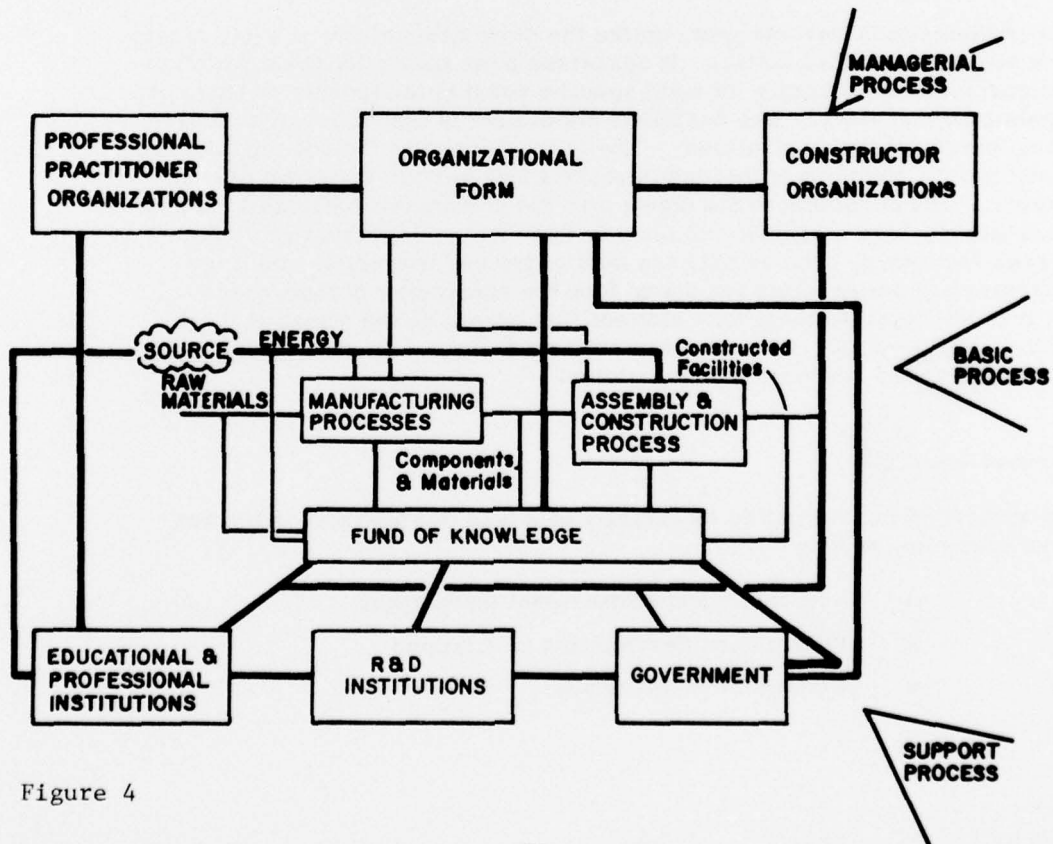 MANAGERIAL
PROCESS
PROFESSIONAL
PRACTITIONER
ORGANIZATIONS
ORGANIZATIONAL
FORM
CONSTRUCTOR
ORGANIZATIONS
SOURCE
ENERGY
RAW
MATERIALS
MANUFACTURING
PROCESSES
Constructed
Facilities
ASSEMBLY &
CONSTRUCTION
PROCESS
BASIC
PROCESS
Components
& Materials
FUND OF KNOWLEDGE
EDUCATIONAL &
PROFESSIONAL
INSTITUTIONS
R&D
INSTITUTIONS
GOVERNMENT
SUPPORT
PROCESS
Figure 4